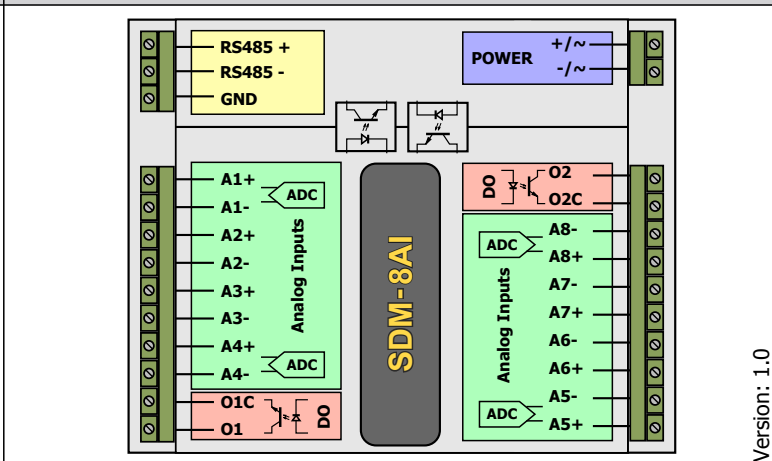 RS485 +
RS485 -
GND
POWER
+/~
-/~
A1+
A1-
A2+
A2-
A3+
A3-
A4+
A4-
ADC
Analog Inputs
ADC
O1C
O1
DO
SDM-8AI
DO
O2
O2C
A8-
A8+
A7-
A7+
A6-
A6+
A5-
A5+
ADC
Analog Inputs
ADC
Version: 1.0